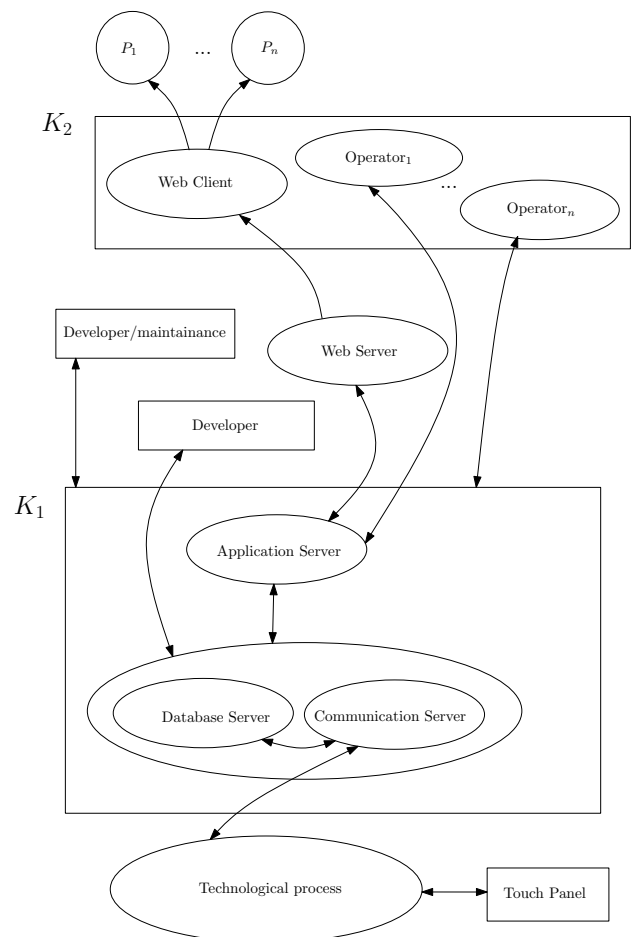 P₁ ... Pₙ
K₂
Operator₁
Web Client
...
Operatorₙ
Developer/maintainance
Web Server
Developer
K₁
Application Server
Database Server
Communication Server
Technological process
Touch Panel